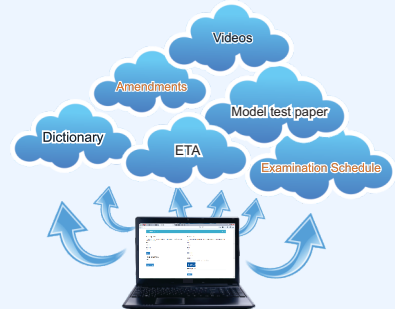 Videos
Amendments
Model test paper
Dictionary
ETA
Examination Schedule